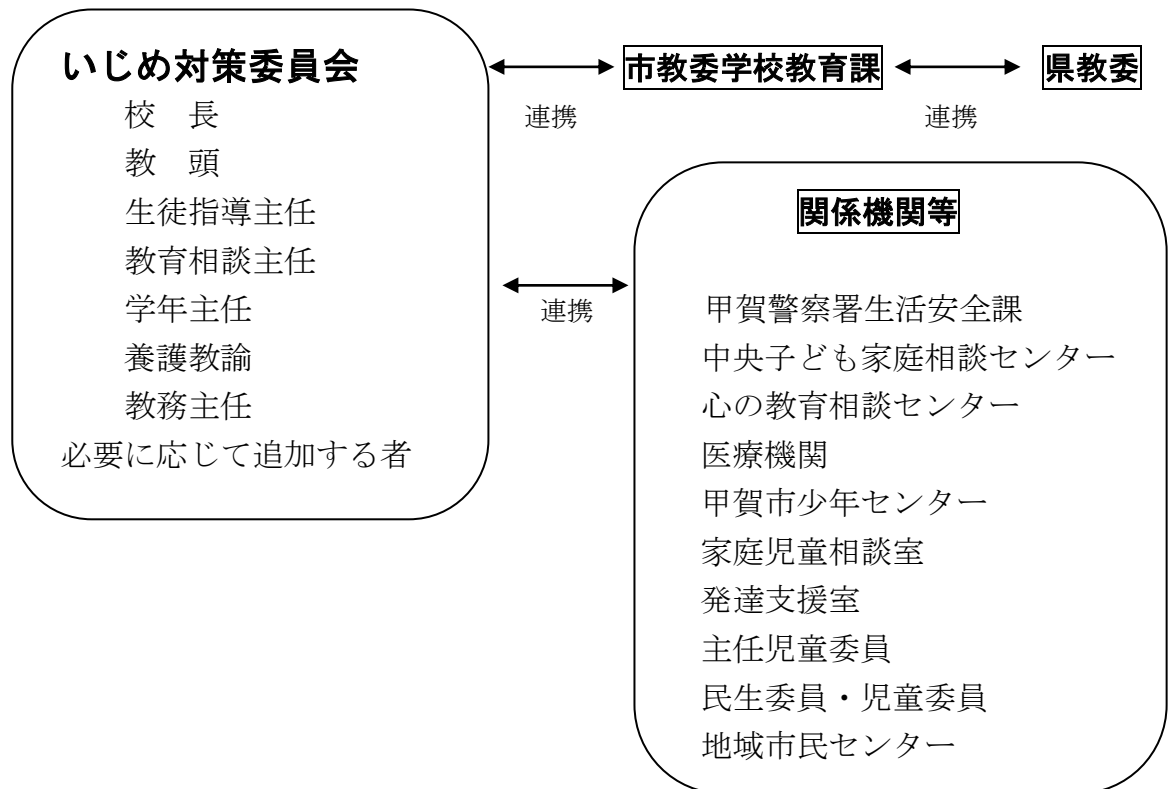 いじめ対策委員会
校　長
教　頭
生徒指導主任
教育相談主任
学年主任
養護教諭
教務主任
必要に応じて追加する者
連携
市教委学校教育課
連携
県教委
連携
関係機関等
甲賀警察署生活安全課
中央子ども家庭相談センター
心の教育相談センター
医療機関
甲賀市少年センター
家庭児童相談室
発達支援室
主任児童委員
民生委員・児童委員
地域市民センター